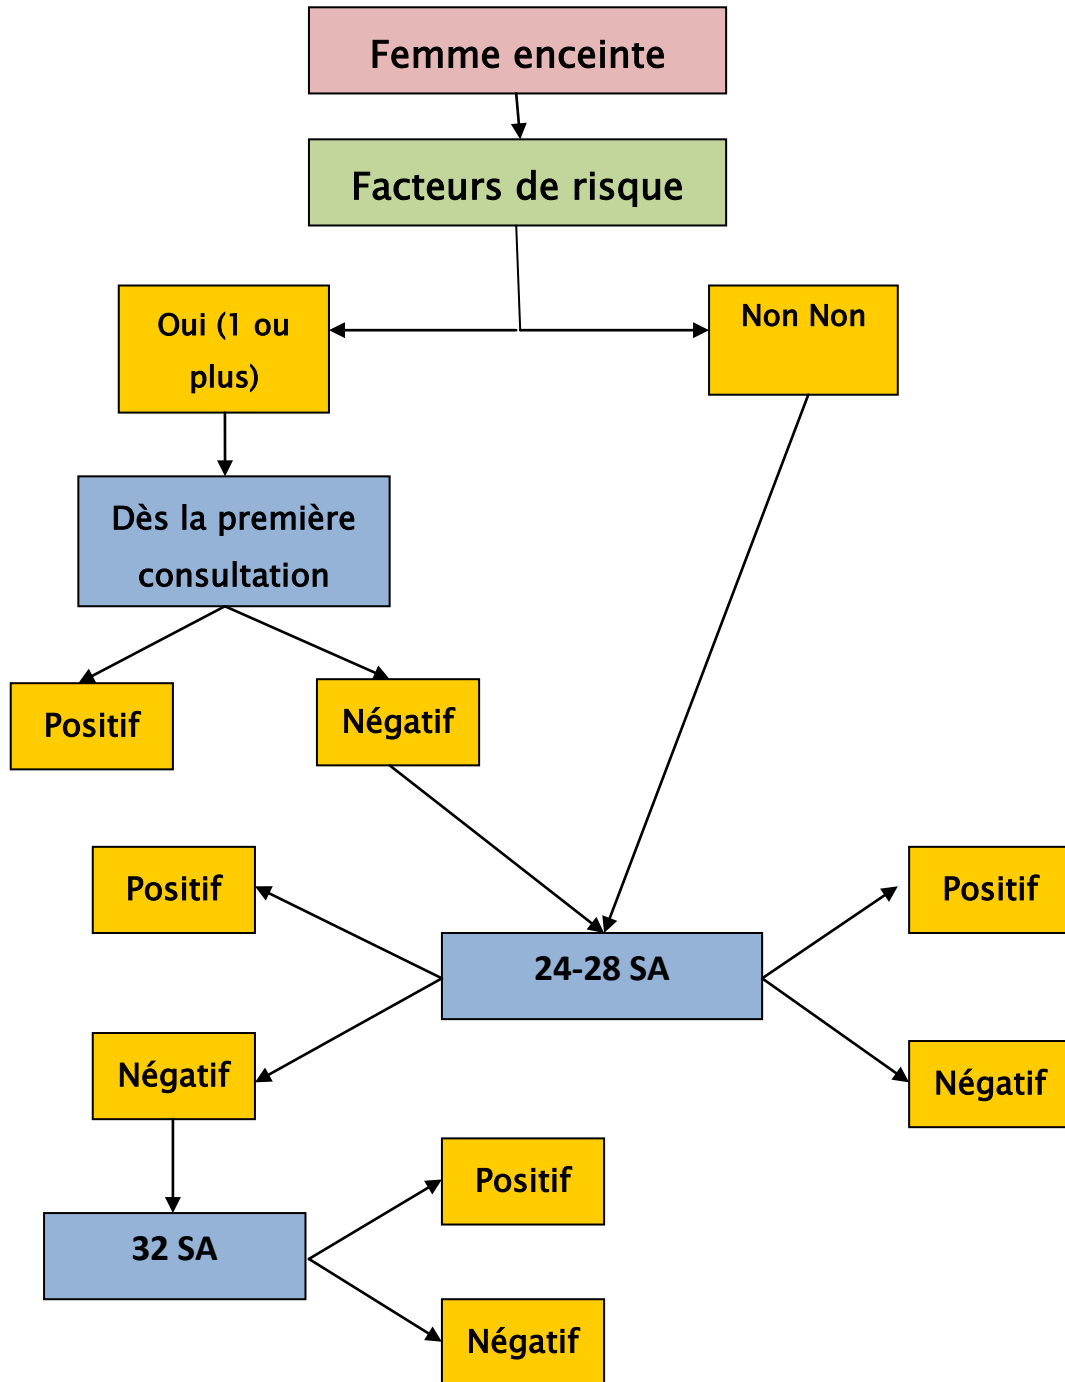 Femme enceinte
Facteurs de risque
Oui (1 ou
plus)
Non Non
Dès la première
consultation
Positif
Négatif
Positif
Positif
24-28 SA
Négatif
Négatif
Positif
32 SA
Négatif